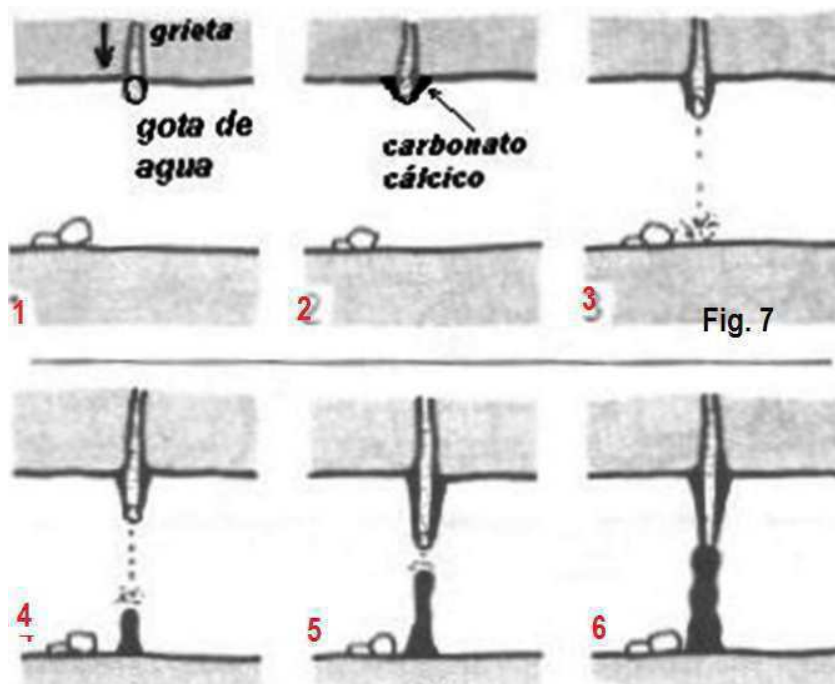 grieta
gota de
agua
carbonato
cálcico
1
2
3
Fig. 7
4
5
6